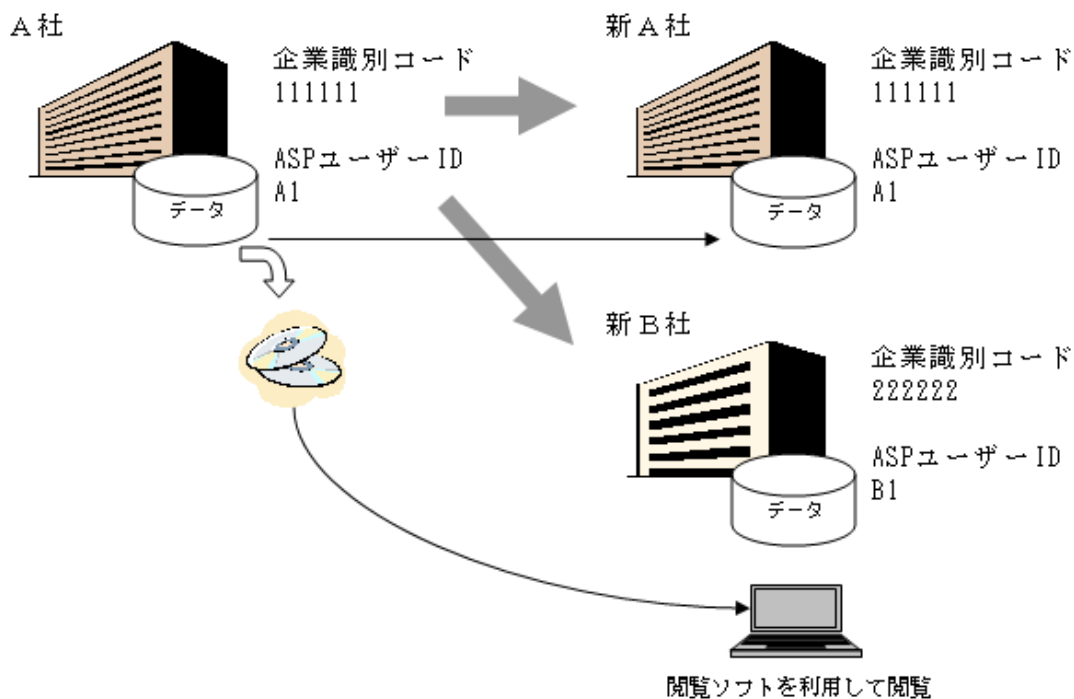 A社
企業識別コード
111111
ASPユーザーID
A1
データ
新A社
企業識別コード
111111
ASPユーザーID
A1
データ
新B社
企業識別コード
222222
ASPユーザーID
B1
データ
閲覧ソフトを利用して閲覧